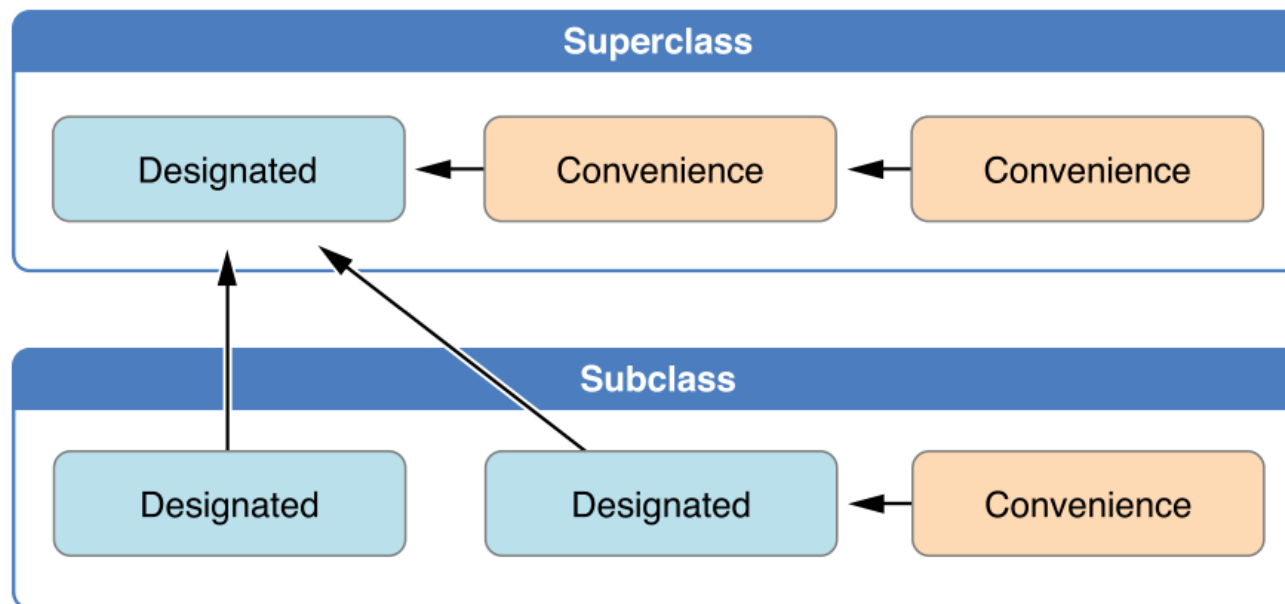 Superclass
Designated
Convenience
Convenience
Subclass
Designated
Designated
Convenience